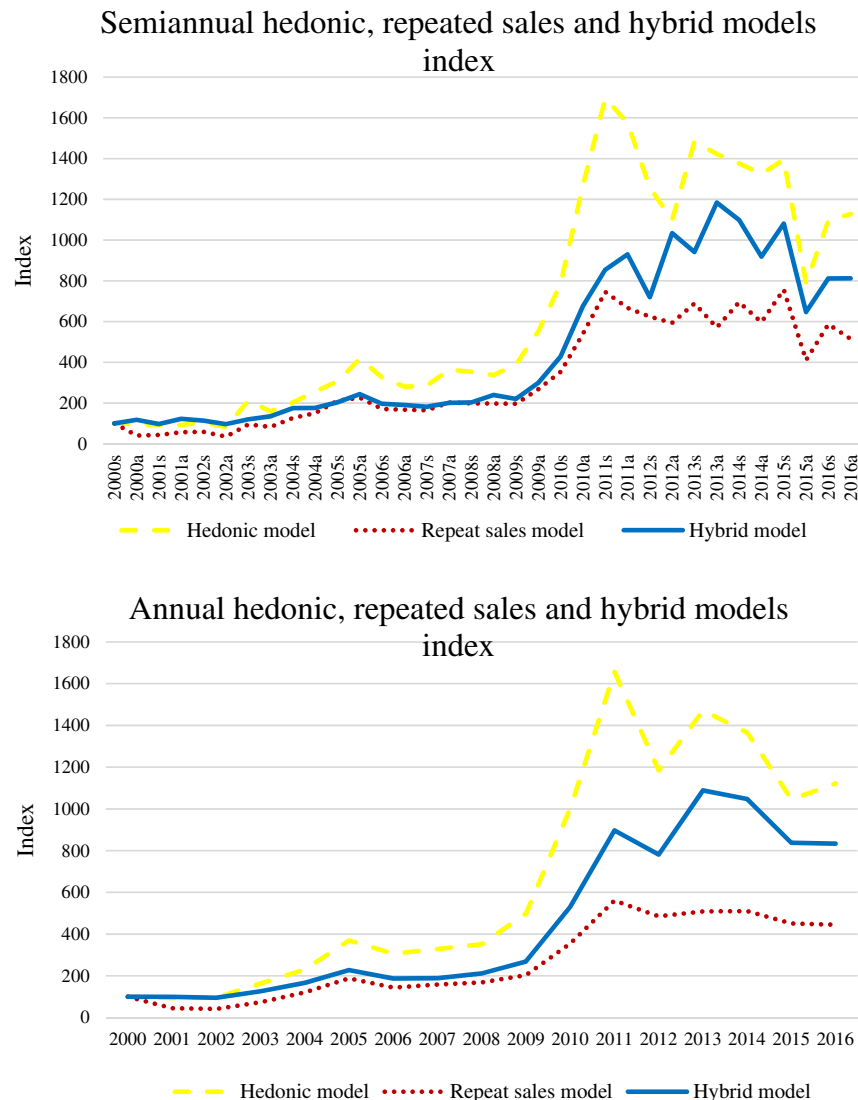 Semiannual hedonic, repeated sales and hybrid models
index
1800
1600
1400
1200
1000
800
600
400
200
0
Index
2000s 2000a 2001s 2001a 2002s 2002a 2003s 2003a 2004s 2004a 2005s 2005a 2006s 2006a 2007s 2007a 2008s 2008a 2009s 2009a 2010s 2010a 2011s 2011a 2012s 2012a 2013s 2013a 2014s 2014a 2015s 2015a 2016s 2016a
Hedonic model Repeat sales model Hybrid model
Annual hedonic, repeated sales and hybrid models
index
1800
1600
1400
1200
1000
800
600
400
200
0
Index
2000 2001 2002 2003 2004 2005 2006 2007 2008 2009 2010 2011 2012 2013 2014 2015 2016
Hedonic model Repeat sales model Hybrid model